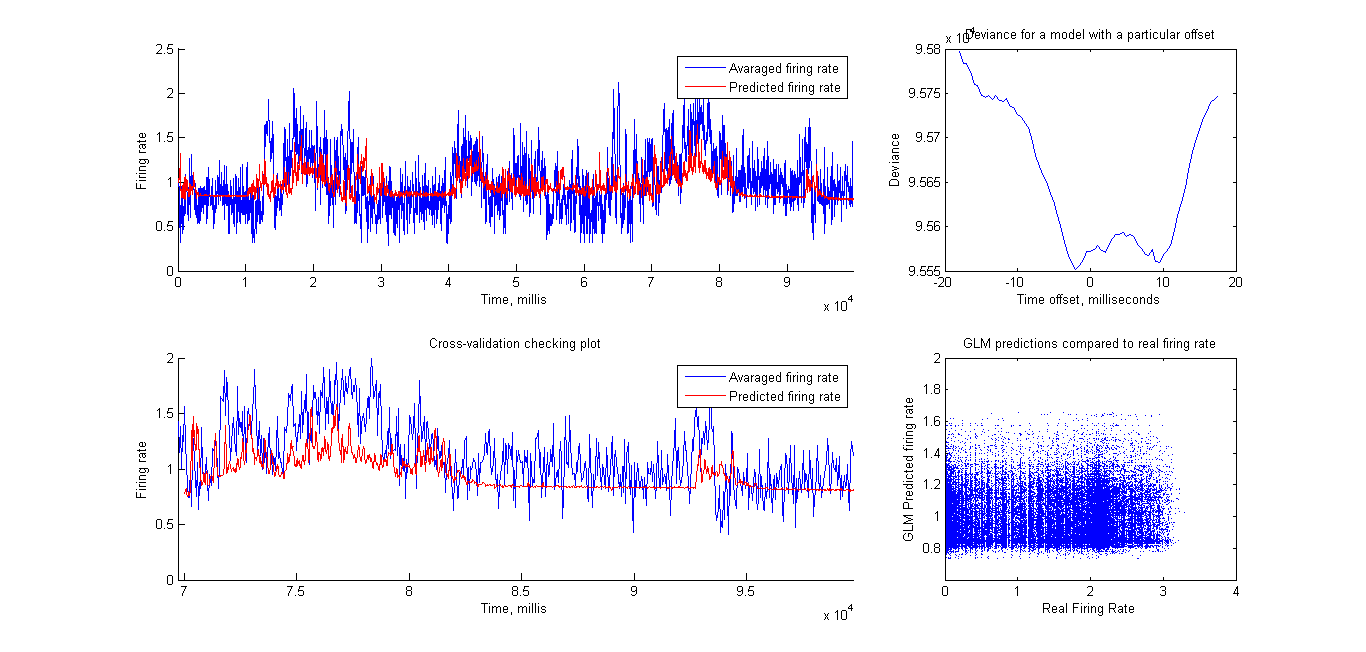 2.5
2
1.5
1
0.5
0
Firing rate
Avaraged firing rate
Predicted firing rate
0 1 2 3 4 5 6 7 8 9
Time, millis
x 10^4
x 10^4
Deviance for a model with a particular offset
9.58
9.575
9.57
9.565
9.56
9.555
Deviance
-20 -10 0 10 20
Time offset, milliseconds
Cross-validation checking plot
2
1.5
1
0.5
0
Firing rate
Avaraged firing rate
Predicted firing rate
7 7.5 8 8.5 9 9.5
Time, millis
x 10^4
GLM predictions compared to real firing rate
2
1.8
1.6
1.4
1.2
1
0.8
GLM Predicted firing rate
0 1 2 3 4
Real Firing Rate